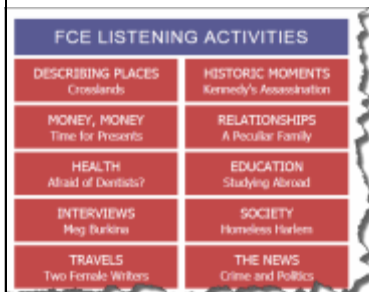 FCE LISTENING ACTIVITIES
DESCRIBING PLACES
Crosslands
HISTORIC MOMENTS
Kennedy's Assassination
MONEY, MONEY
Time for Presents
RELATIONSHIPS
A Peculiar Family
HEALTH
Afraid of Dentists?
EDUCATION
Studying Abroad
INTERVIEWS
Meg Burkina
SOCIETY
Homeless Harlem
TRAVELS
Two Female Writers
THE NEWS
Crime and Politics